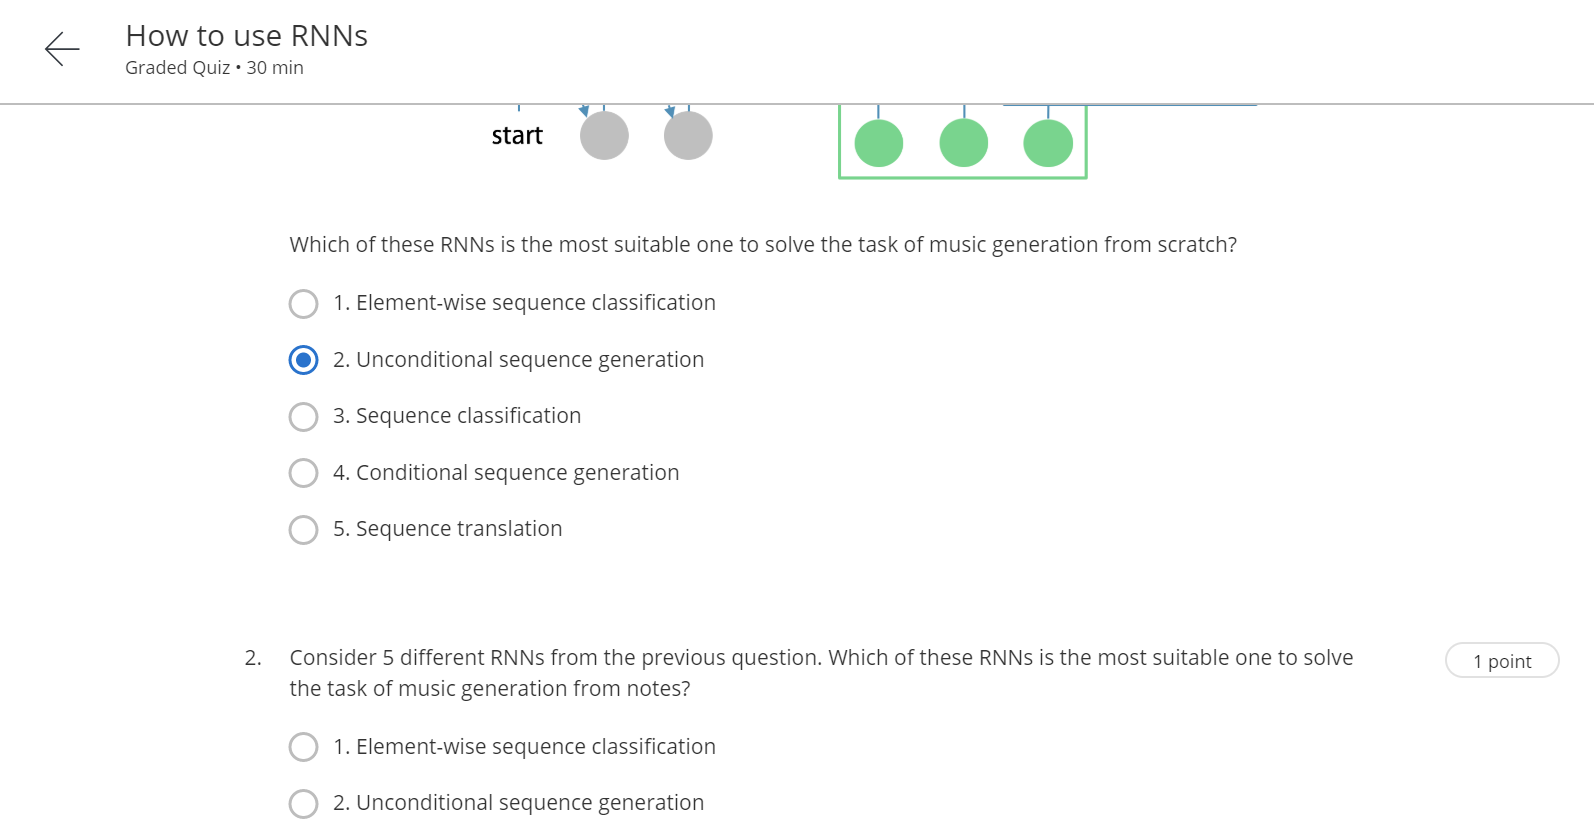 How to use RNNs
Graded Quiz • 30 min
start
Which of these RNNs is the most suitable one to solve the task of music generation from scratch?
1. Element-wise sequence classification
2. Unconditional sequence generation
3. Sequence classification
4. Conditional sequence generation
5. Sequence translation
2. Consider 5 different RNNs from the previous question. Which of these RNNs is the most suitable one to solve
the task of music generation from notes?
1 point
1. Element-wise sequence classification
2. Unconditional sequence generation